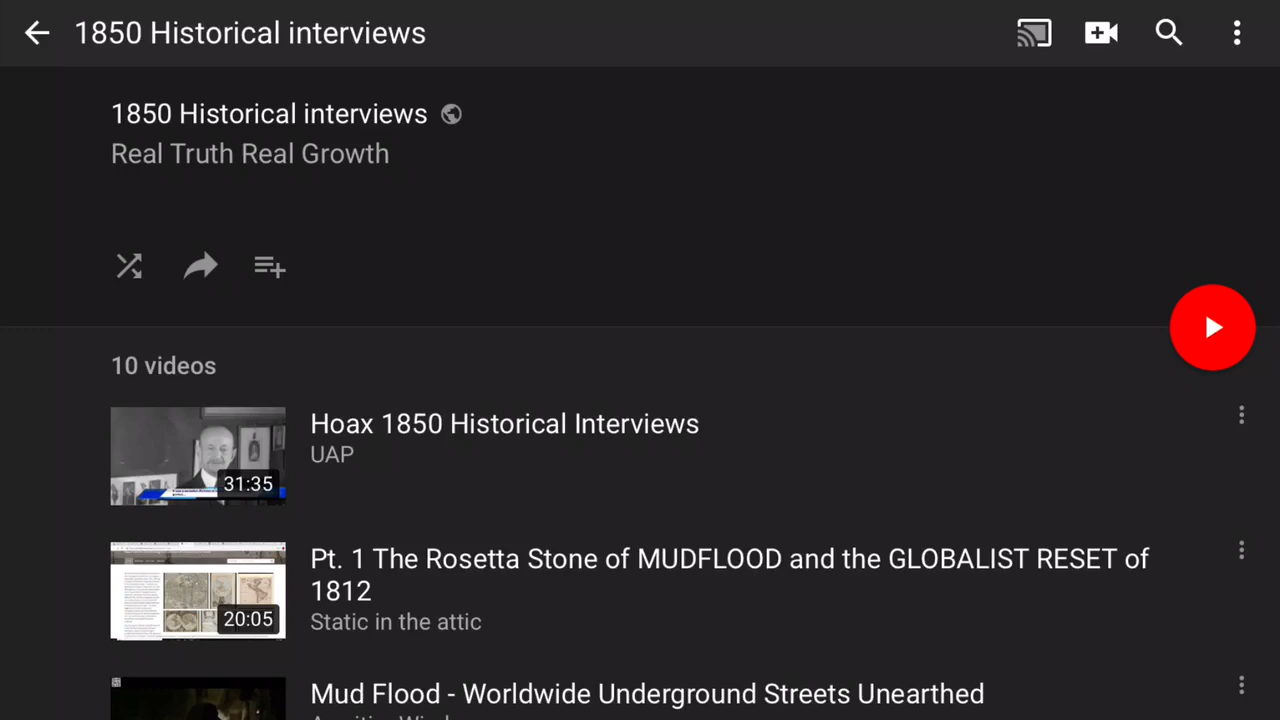 1850 Historical interviews
1850 Historical interviews
Real Truth Real Growth
10 videos
31:35
Hoax 1850 Historical Interviews
UAP
20:05
Pt. 1 The Rosetta Stone of MUDFLOOD and the GLOBALIST RESET of
1812
Static in the attic
Mud Flood - Worldwide Underground Streets Unearthed